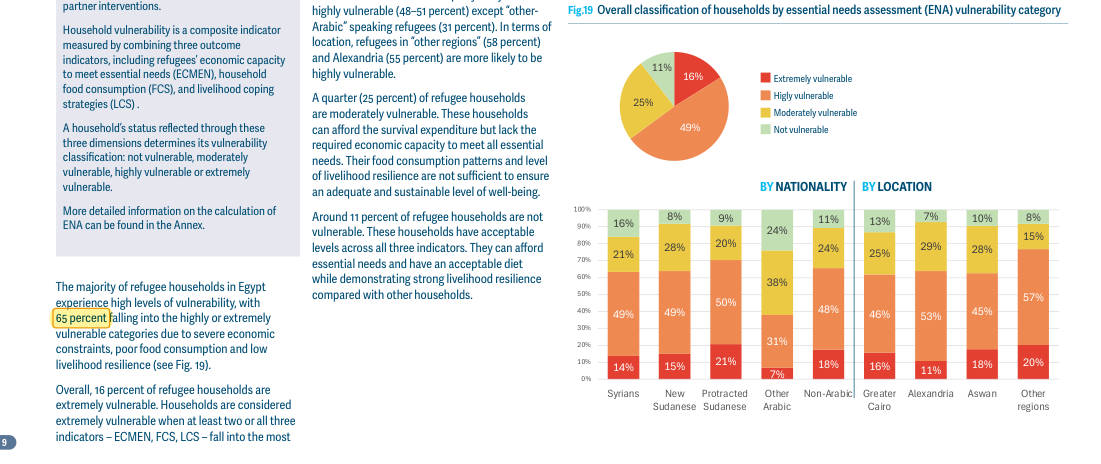 partner interventions.
Household vulnerability is a composite indicator
measured by combining three outcome
indicators, including refugees' economic capacity
to meet essential needs (ECMEN), household
food consumption (FCS), and livelihood coping
strategies (LCS) .
A household's status reflected through these
three dimensions determines its vulnerability
classification: not vulnerable, moderately
vulnerable, highly vulnerable or extremely
vulnerable.
More detailed information on the calculation of
ENA can be found in the Annex.
The majority of refugee households in Egypt
experience high levels of vulnerability, with
65 percent falling into the highly or extremely
vulnerable categories due to severe economic
constraints, poor food consumption and low
livelihood resilience (see Fig. 19).
Overall, 16 percent of refugee households are
extremely vulnerable. Households are considered
extremely vulnerable when at least two or all three
indicators – ECMEN, FCS, LCS – fall into the most
9
highly vulnerable (48–51 percent) except "other-
Arabic" speaking refugees (31 percent). In terms of
location, refugees in "other regions" (58 percent)
and Alexandria (55 percent) are more likely to be
highly vulnerable.
A quarter (25 percent) of refugee households
are moderately vulnerable. These households
can afford the survival expenditure but lack the
required economic capacity to meet all essential
needs. Their food consumption patterns and level
of livelihood resilience are not sufficient to ensure
an adequate and sustainable level of well-being.
Around 11 percent of refugee households are not
vulnerable. These households have acceptable
levels across all three indicators. They can afford
essential needs and have an acceptable diet
while demonstrating strong livelihood resilience
compared with other households.
Fig.19 Overall classification of households by essential needs assessment (ENA) vulnerability category
11%
16%
25%
49%
Extremely vulnerable
Higly vulnerable
Moderately vulnerable
Not vulnerable
BY NATIONALITY BY LOCATION
100%
90%
80%
70%
60%
50%
40%
30%
20%
10%
0%
16% 8% 9% 24% 11% 13% 7% 10% 8%
21% 28% 20% 38% 24% 25% 29% 28% 15%
49% 49% 50% 31% 48% 46% 53% 45% 57%
14% 15% 21% 7% 18% 16% 11% 18% 20%
Syrians New Protracted Other Non-Arabic Greater Alexandria Aswan Other
Sudanese Sudanese Arabic Cairo regions